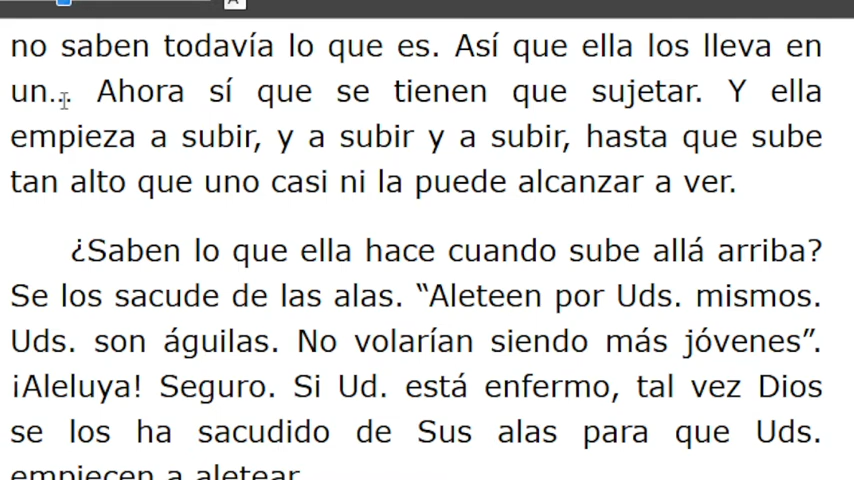 no saben todavía lo que es. Así que ella los lleva en
un... Ahora sí que se tienen que sujetar. Y ella
empieza a subir, y a subir y a subir, hasta que sube
tan alto que uno casi ni la puede alcanzar a ver.
¿Saben lo que ella hace cuando sube allá arriba?
Se los sacude de las alas. “Aleteen por Uds. mismos.
Uds. son águilas. No volarían siendo más jóvenes”.
¡Aleluya! Seguro. Si Ud. está enfermo, tal vez Dios
se los ha sacudido de Sus alas para que Uds.
empiecen a aletear.